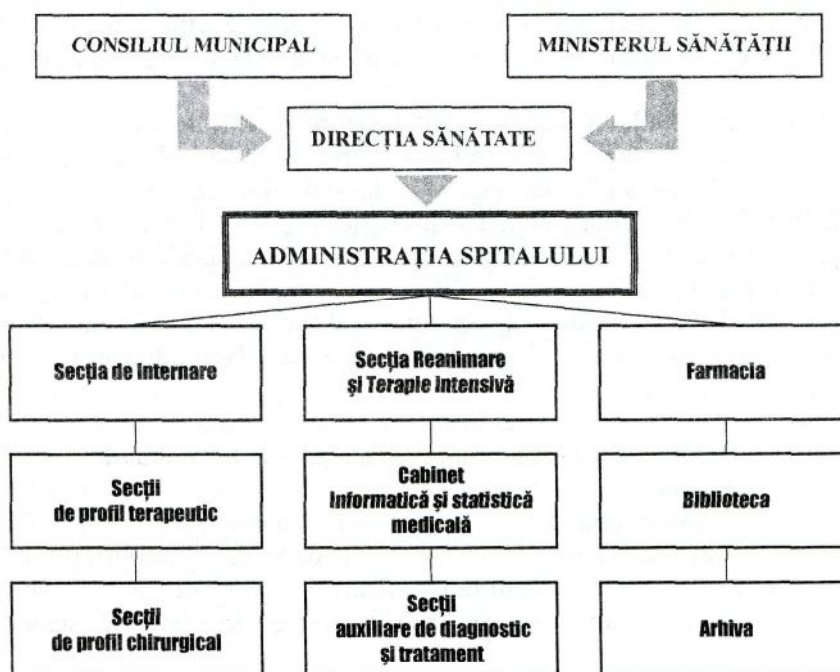 CONSILIUL MUNICIPAL
MINISTERUL SĂNĂTĂȚII
DIRECȚIA SĂNĂTATE
ADMINISTRAȚIA SPITALULUI
Secția de Internare
Secția Reanimare
și Terapie Intensivă
Farmacia
Secții
de profil terapeutic
Cabinet
Informatică și statistică
medicală
Biblioteca
Secții
de profil chirurgical
Secții
auxiliare de diagnostic
și tratament
Arhiva